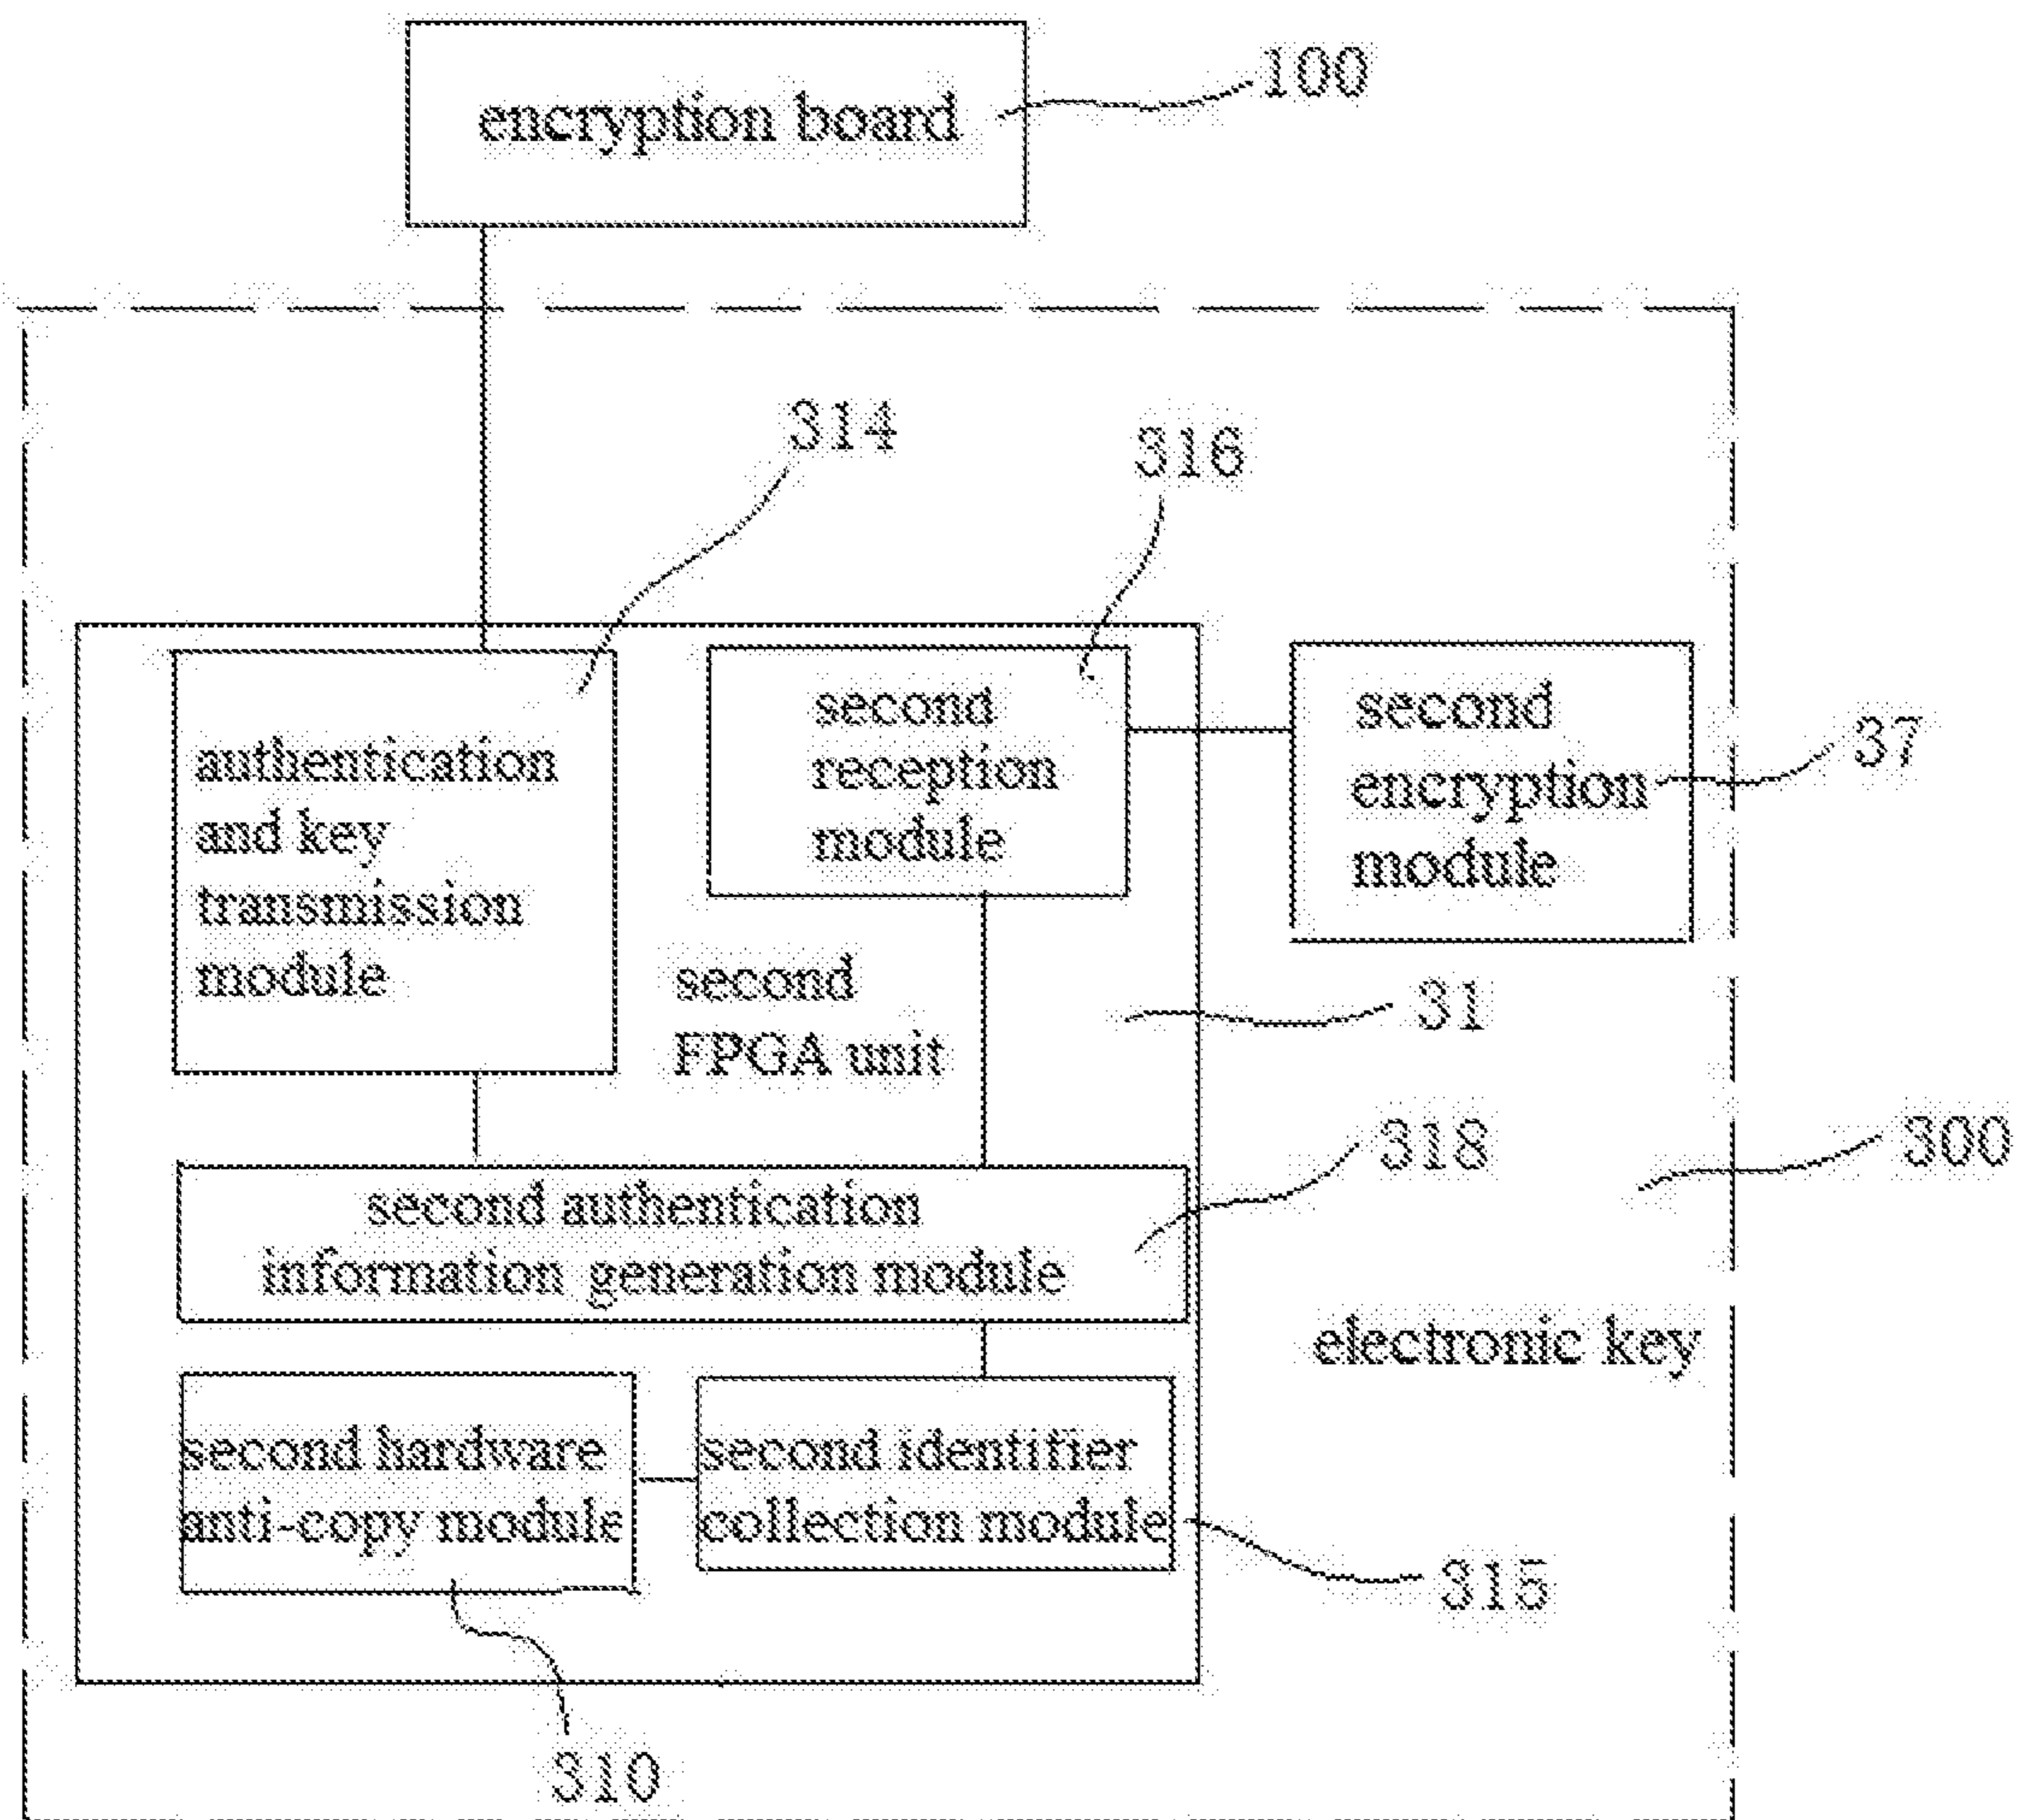 encryption board
100
314
316
authentication
and key
transmission
module
second
reception
module
second
encryption
module
37
second
FPGA unit
31
318
300
second authentication
information generation module
electronic key
second hardware
anti-copy module
second identifier
collection module
315
310